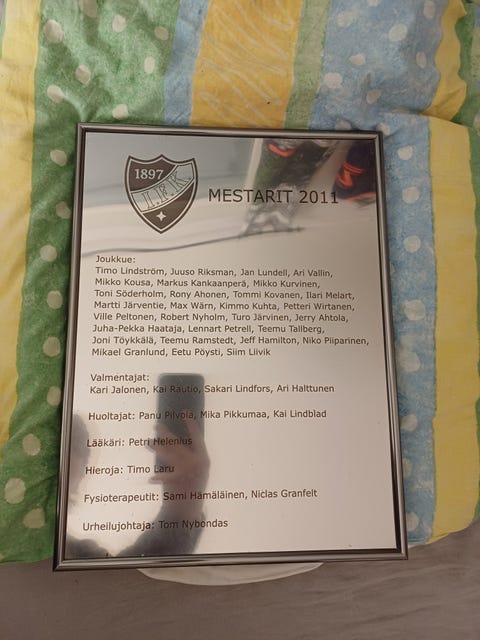 1897
IFK
MESTARIT 2011
Joukkue:
Timo Lindström, Juuso Riksman, Jan Lundell, Ari Vallin,
Mikko Kousa, Markus Kankaanperä, Mikko Kurvinen,
Toni Söderholm, Rony Ahonen, Tommi Kovanen, Ilari Melart,
Martti Järventie, Max Wärn, Kimmo Kuhta, Petteri Wirtanen,
Ville Peltonen, Robert Nyholm, Turo Järvinen, Jerry Ahtola,
Juha-Pekka Haataja, Lennart Petrell, Teemu Tallberg,
Joni Töykkälä, Teemu Ramstedt, Jeff Hamilton, Niko Piiparinen,
Mikael Granlund, Eetu Pöysti, Siim Liivik
Valmentajat:
Kari Jalonen, Kai Rautio, Sakari Lindfors, Ari Halttunen
Huoltajat: Panu Pilvola, Mika Pikkumaa, Kai Lindblad
Lääkäri: Petri Helenius
Hieroja: Timo Laru
Fysioterapeutit: Sami Hämäläinen, Niclas Granfelt
Urheilujohtaja: Tom Nybondas